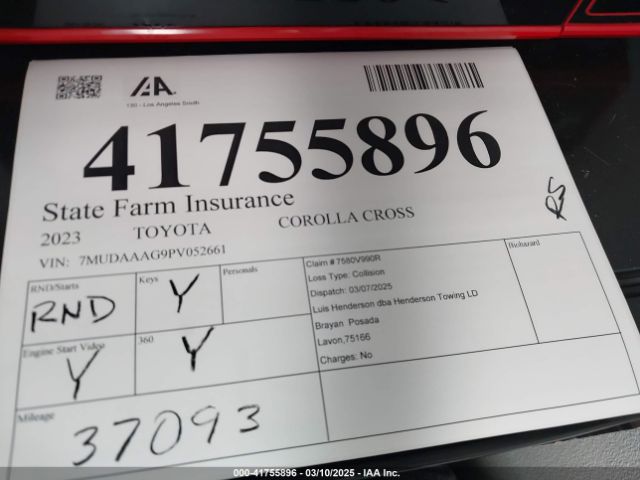 IAA
130 - Los Angeles South
41755896
State Farm Insurance
2023 TOYOTA COROLLA CROSS
VIN: 7MUDAAAG9PV052661
RND/Starts
RND
Keys
Y
Personals
Claim # 7580V990R
Loss Type: Collision
Dispatch: 03/07/2025
Luis Henderson dba Henderson Towing LD
Brayan Posada
Lavon,75166
Charges: No
Biohazard
Engine Start Video
Y
360
Y
Mileage
37093
000-41755896 - 03/10/2025 - IAA Inc.